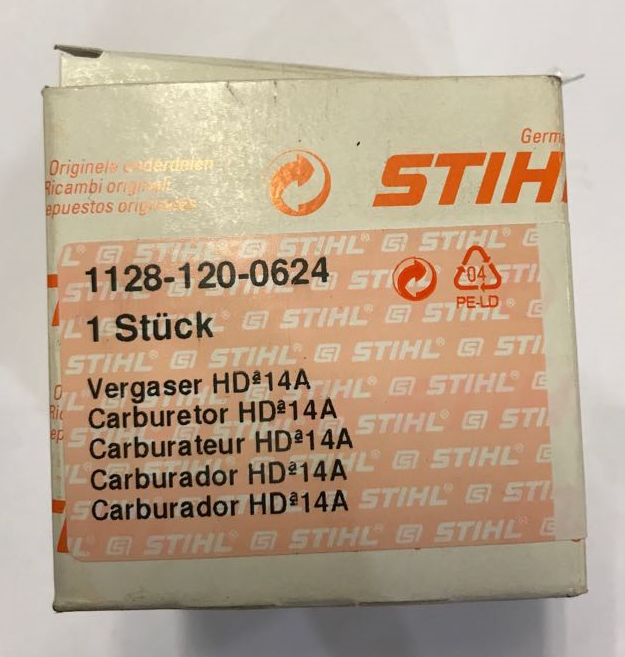 Germ
Originele onderdelen
Ricambi originali
epuestos originales
STIHL
1128-120-0624
04
PE-LD
1 Stück
Vergaser HDª14A
Carburetor HDª14A
Carburateur HDª14A
Carburador HDª14A
Carburador HDª14A